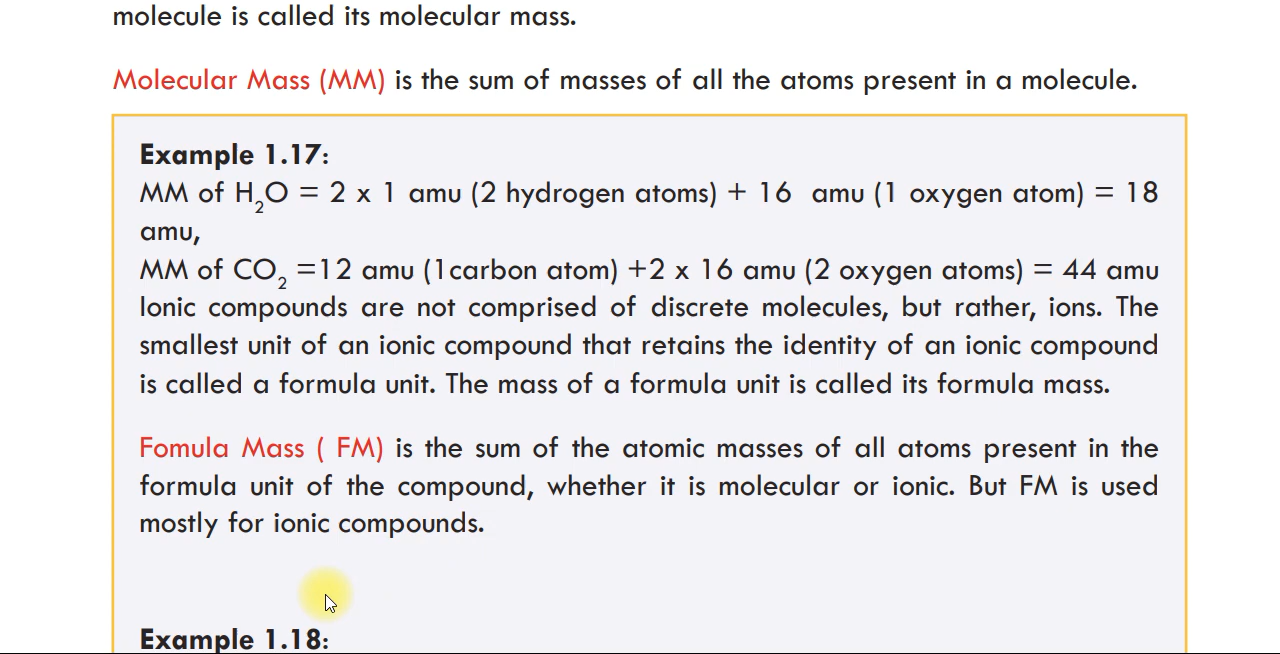 molecule is called its molecular mass.
Molecular Mass (MM) is the sum of masses of all the atoms present in a molecule.
Example 1.17:
MM of H₂O = 2 x 1 amu (2 hydrogen atoms) + 16 amu (1 oxygen atom) = 18
amu,
MM of CO₂ =12 amu (1carbon atom) +2 x 16 amu (2 oxygen atoms) = 44 amu
Ionic compounds are not comprised of discrete molecules, but rather, ions. The
smallest unit of an ionic compound that retains the identity of an ionic compound
is called a formula unit. The mass of a formula unit is called its formula mass.
Fomula Mass ( FM) is the sum of the atomic masses of all atoms present in the
formula unit of the compound, whether it is molecular or ionic. But FM is used
mostly for ionic compounds.
Example 1.18: